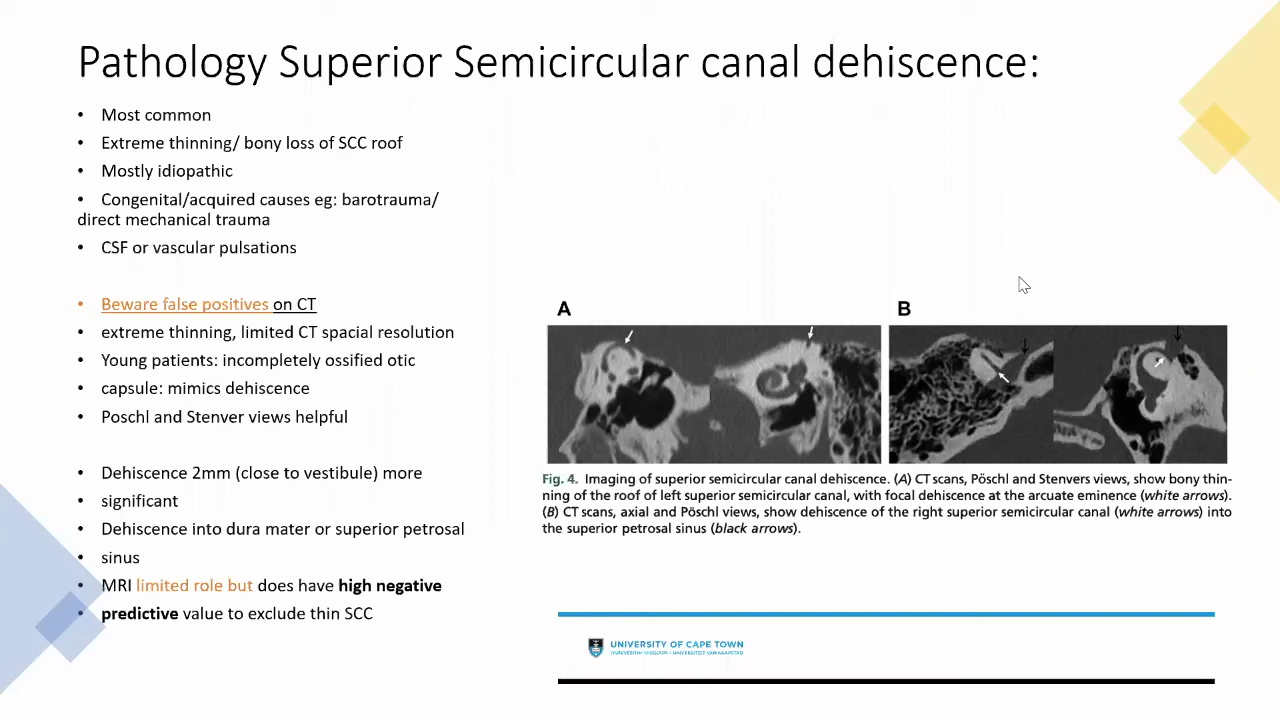 Pathology Superior Semicircular canal dehiscence:
• Most common
• Extreme thinning/ bony loss of SCC roof
• Mostly idiopathic
• Congenital/acquired causes eg: barotrauma/
direct mechanical trauma
• CSF or vascular pulsations
• Beware false positives on CT
• extreme thinning, limited CT spacial resolution
• Young patients: incompletely ossified otic
• capsule: mimics dehiscence
• Poschl and Stenver views helpful
• Dehiscence 2mm (close to vestibule) more
• significant
• Dehiscence into dura mater or superior petrosal
• sinus
• MRI limited role but does have high negative
• predictive value to exclude thin SCC
A
B
Fig. 4. Imaging of superior semicircular canal dehiscence. (A) CT scans, Pöschl and Stenvers views, show bony thin-
ning of the roof of left superior semicircular canal, with focal dehiscence at the arcuate eminence (white arrows).
(B) CT scans, axial and Pöschl views, show dehiscence of the right superior semicircular canal (white arrows) into
the superior petrosal sinus (black arrows).
UNIVERSITY OF CAPE TOWN